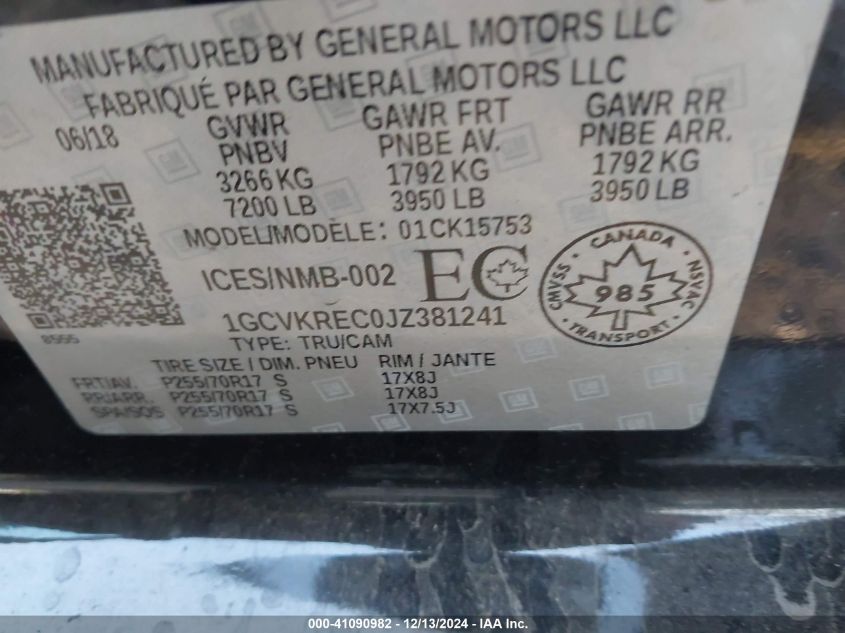 MANUFACTURED BY GENERAL MOTORS LLC
FABRIQUÉ PAR GENERAL MOTORS LLC
06/18 GVWR GAWR FRT GAWR RR
PNBV PNBE AV. PNBE ARR.
3266 KG 1792 KG 1792 KG
7200 LB 3950 LB 3950 LB
MODEL/MODÈLE: 01CK15753
ICES/NMB-002 EC
CANADA
CMVSS 985 NSVAC
TRANSPORT
1GCVKREC0JZ381241
8555
TYPE: TRU/CAM
TIRE SIZE / DIM. PNEU RIM / JANTE
FRT/AV. P255/70R17 S 17X8J
RR/ARR. P255/70R17 S 17X8J
SPA/SOS P255/70R17 S 17X7.5J
000-41090982 - 12/13/2024 - IAA Inc.